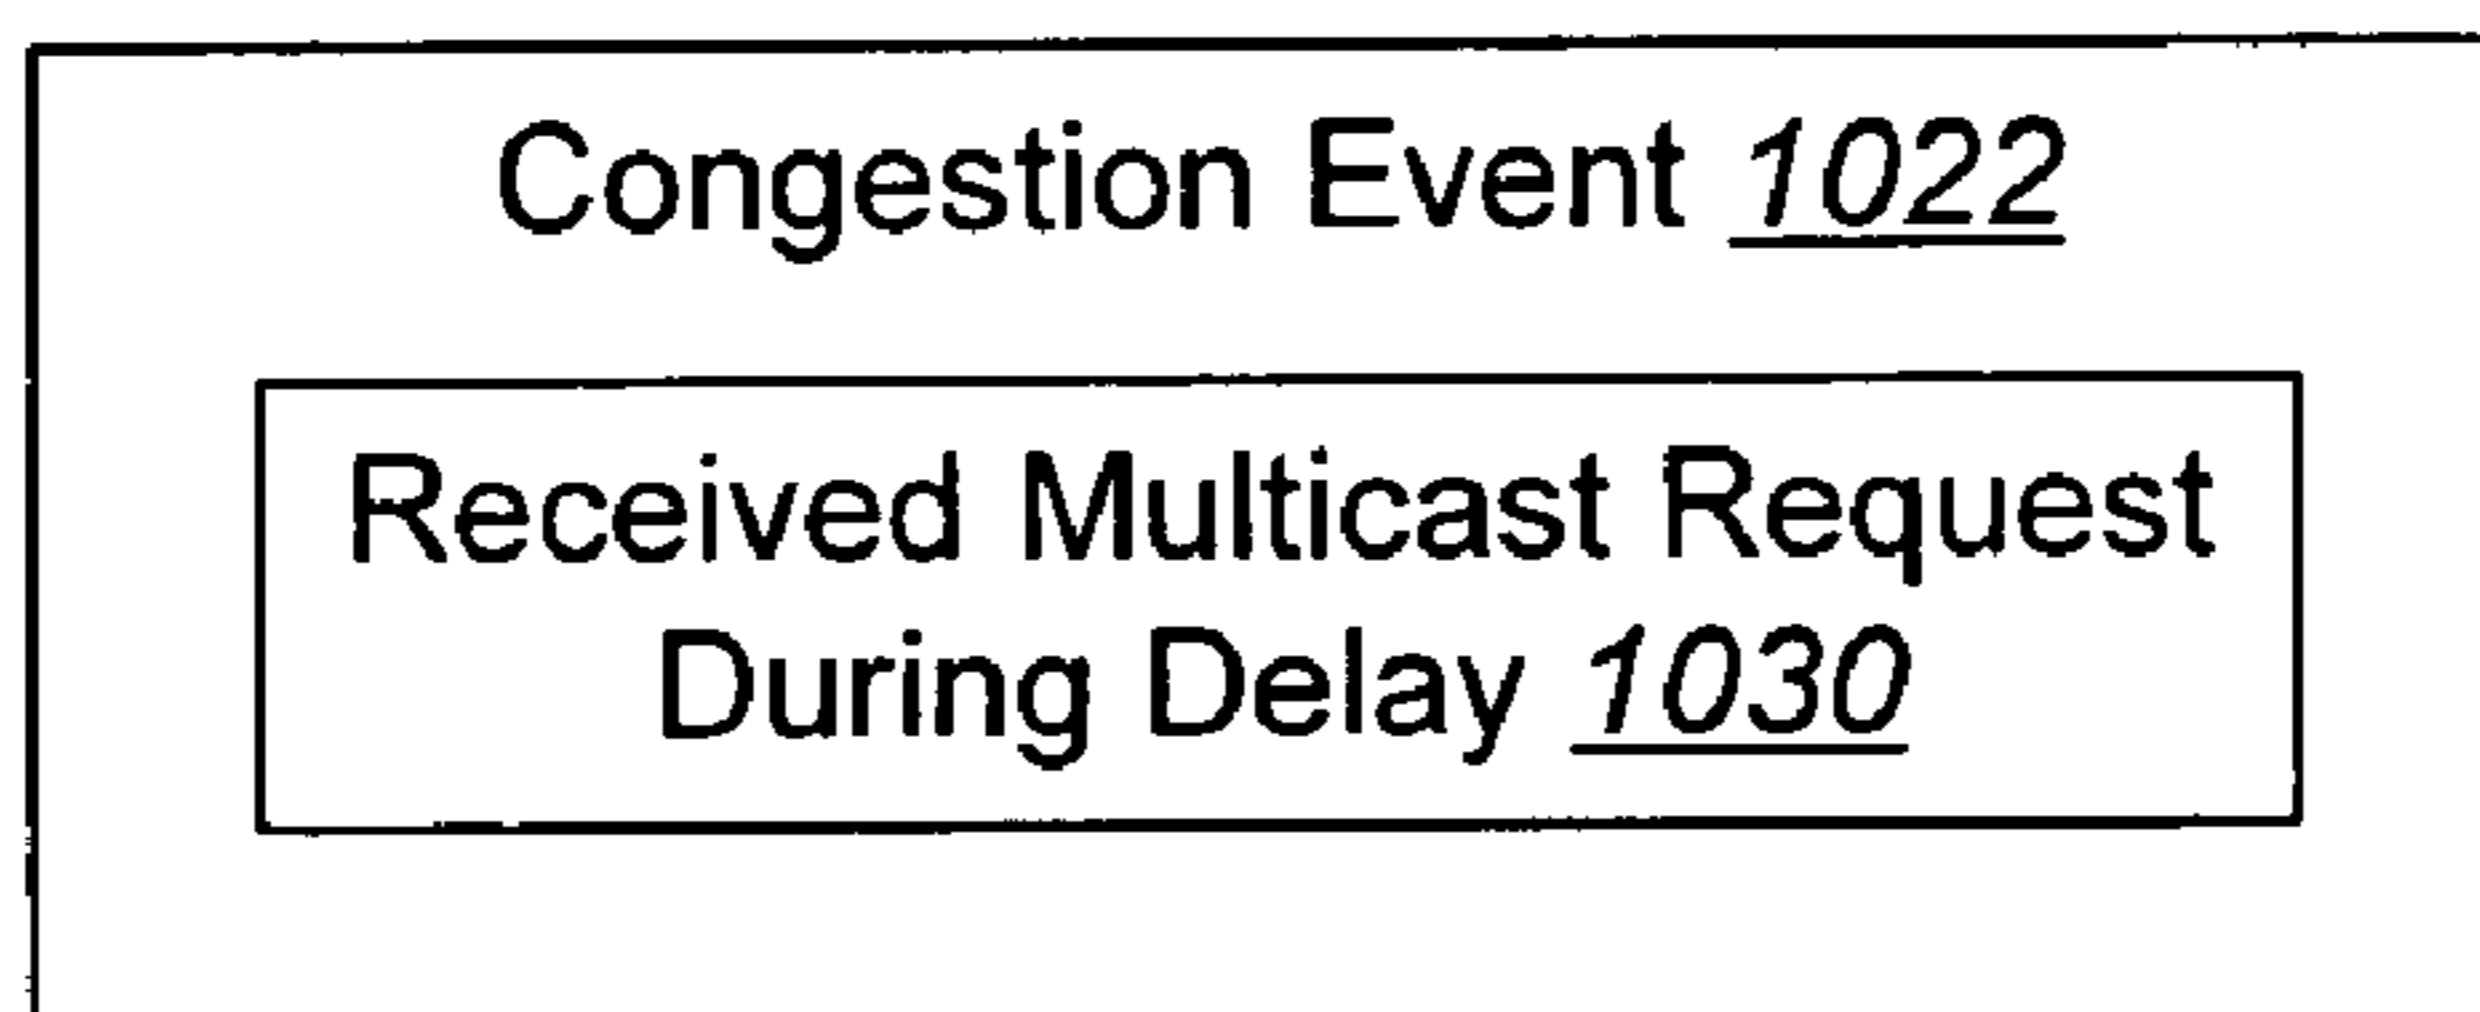 Congestion Event 1022
Received Multicast Request
During Delay 1030